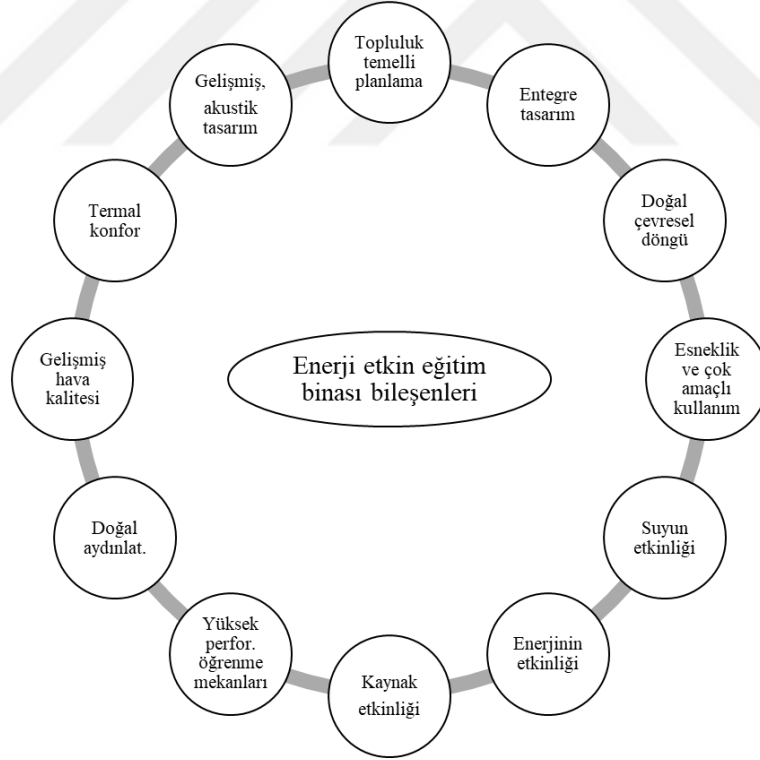 Topluluk
temelli
planlama
Entegre
tasarım
Doğal
çevresel
döngü
Esneklik
ve çok
amaçlı
kullanım
Suyun
etkinliği
Enerjinin
etkinliği
Kaynak
etkinliği
Yüksek
perfor.
öğrenme
mekanları
Doğal
aydınlat.
Gelişmiş
hava
kalitesi
Termal
konfor
Gelişmiş,
akustik
tasarım
Enerji etkin eğitim
binası bileşenleri